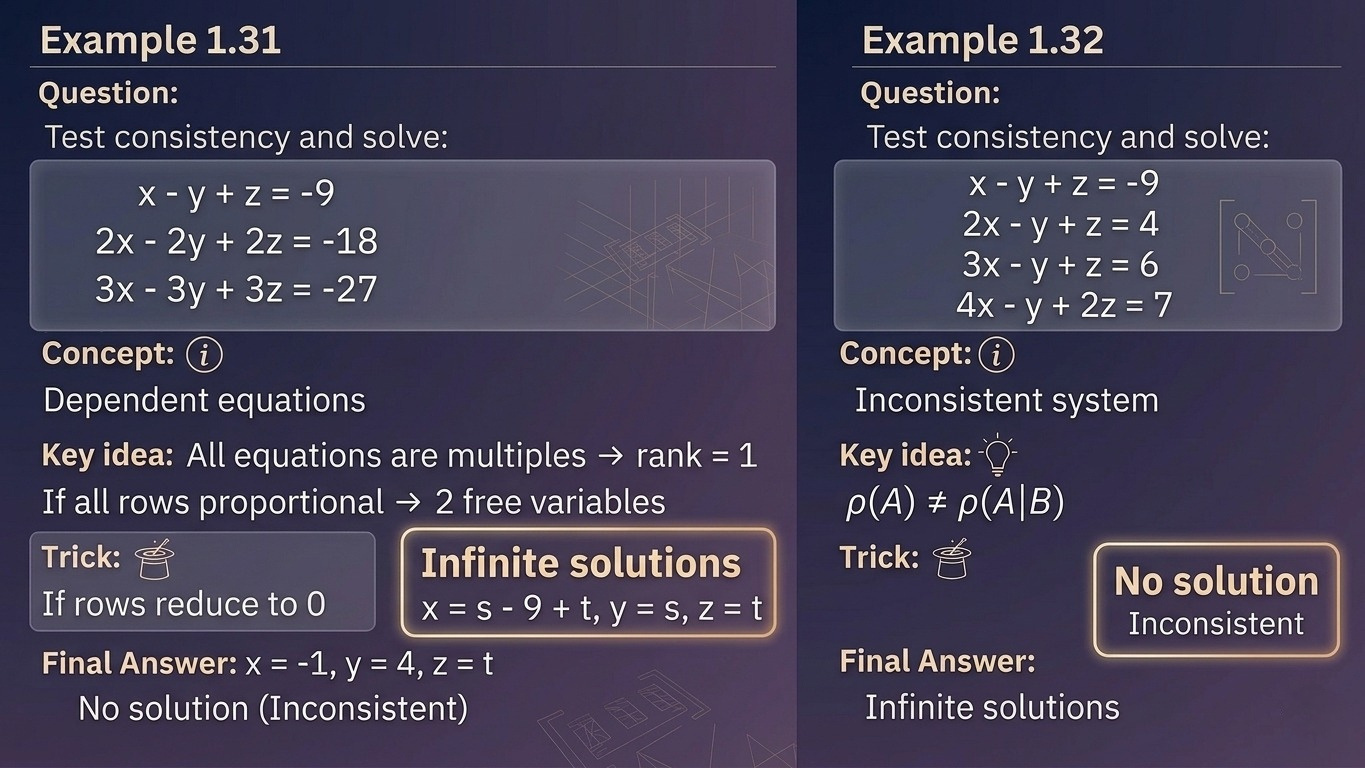 Example 1.31
Question:
Test consistency and solve:
x - y + z = -9
2x - 2y + 2z = -18
3x - 3y + 3z = -27
Concept: i
Dependent equations
Key idea: All equations are multiples → rank = 1
If all rows proportional → 2 free variables
Trick:
If rows reduce to 0
Infinite solutions
x = s - 9 + t, y = s, z = t
Final Answer: x = -1, y = 4, z = t
No solution (Inconsistent)
Example 1.32
Question:
Test consistency and solve:
x - y + z = -9
2x - y + z = 4
3x - y + z = 6
4x - y + 2z = 7
Concept: i
Inconsistent system
Key idea:
ρ(A) ≠ ρ(A|B)
Trick:
No solution
Inconsistent
Final Answer:
Infinite solutions